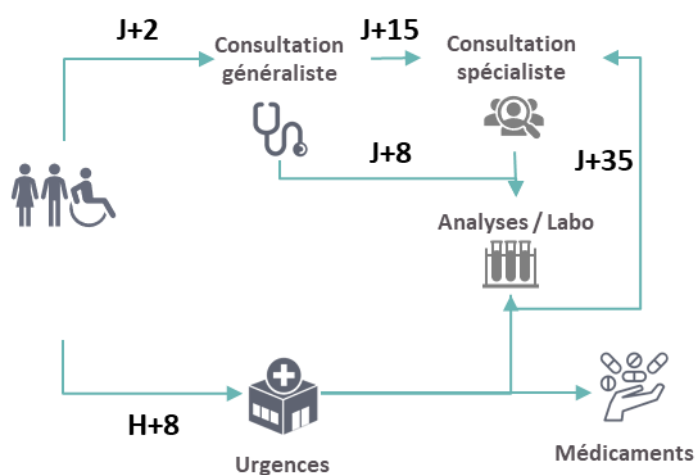 J+2
Consultation
généraliste
J+15
Consultation
spécialiste
J+8
J+35
Analyses / Labo
H+8
Urgences
Médicaments